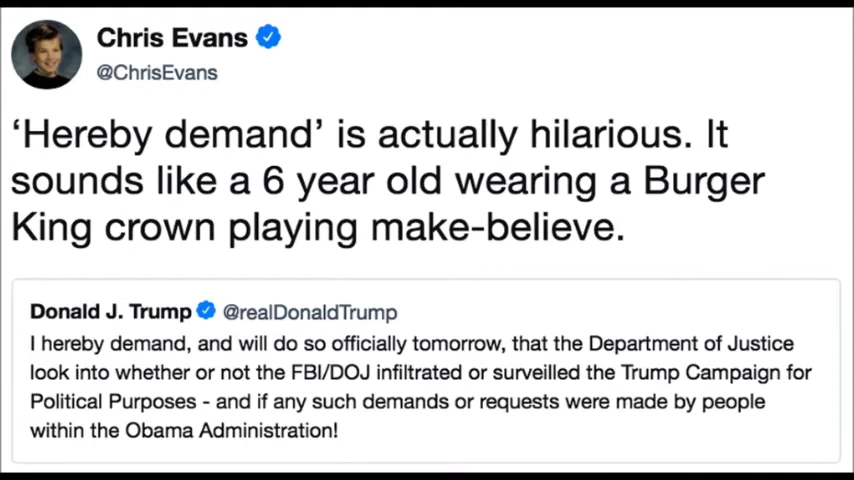 Chris Evans
@ChrisEvans
‘Hereby demand’ is actually hilarious. It
sounds like a 6 year old wearing a Burger
King crown playing make-believe.
Donald J. Trump @realDonaldTrump
I hereby demand, and will do so officially tomorrow, that the Department of Justice
look into whether or not the FBI/DOJ infiltrated or surveilled the Trump Campaign for
Political Purposes - and if any such demands or requests were made by people
within the Obama Administration!